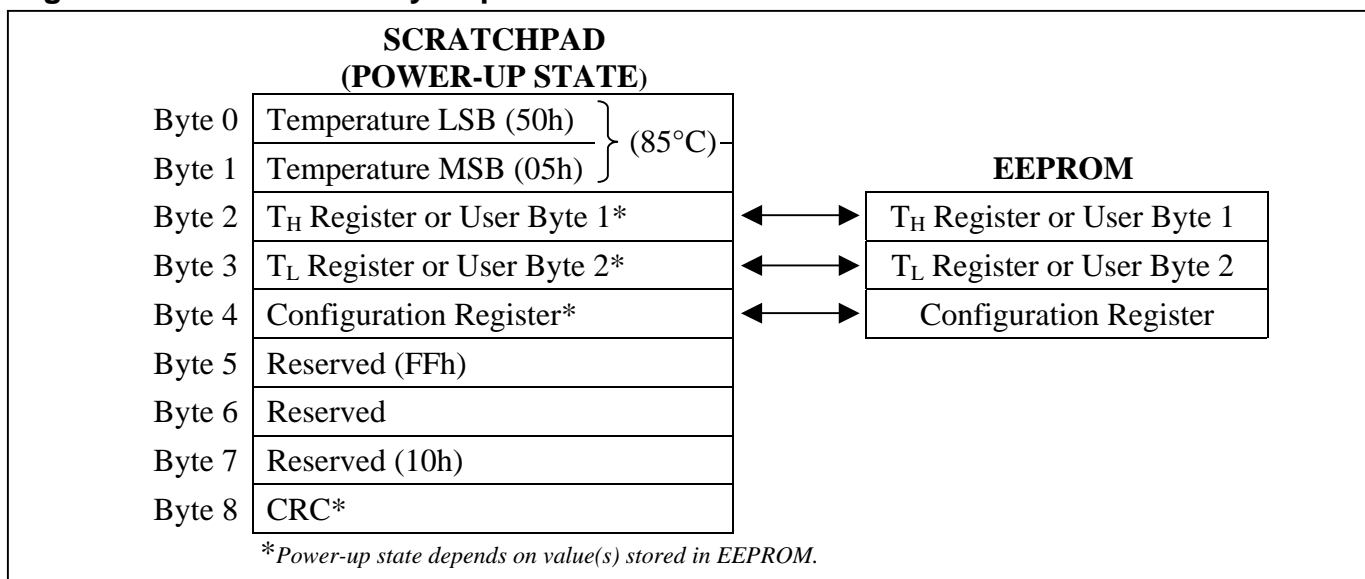 SCRATCHPAD
(POWER-UP STATE)
Byte 0 Temperature LSB (50h)
(85°C)
Byte 1 Temperature MSB (05h)
EEPROM
Byte 2 TH Register or User Byte 1* TH Register or User Byte 1
Byte 3 TL Register or User Byte 2* TL Register or User Byte 2
Byte 4 Configuration Register* Configuration Register
Byte 5 Reserved (FFh)
Byte 6 Reserved
Byte 7 Reserved (10h)
Byte 8 CRC*
*Power-up state depends on value(s) stored in EEPROM.